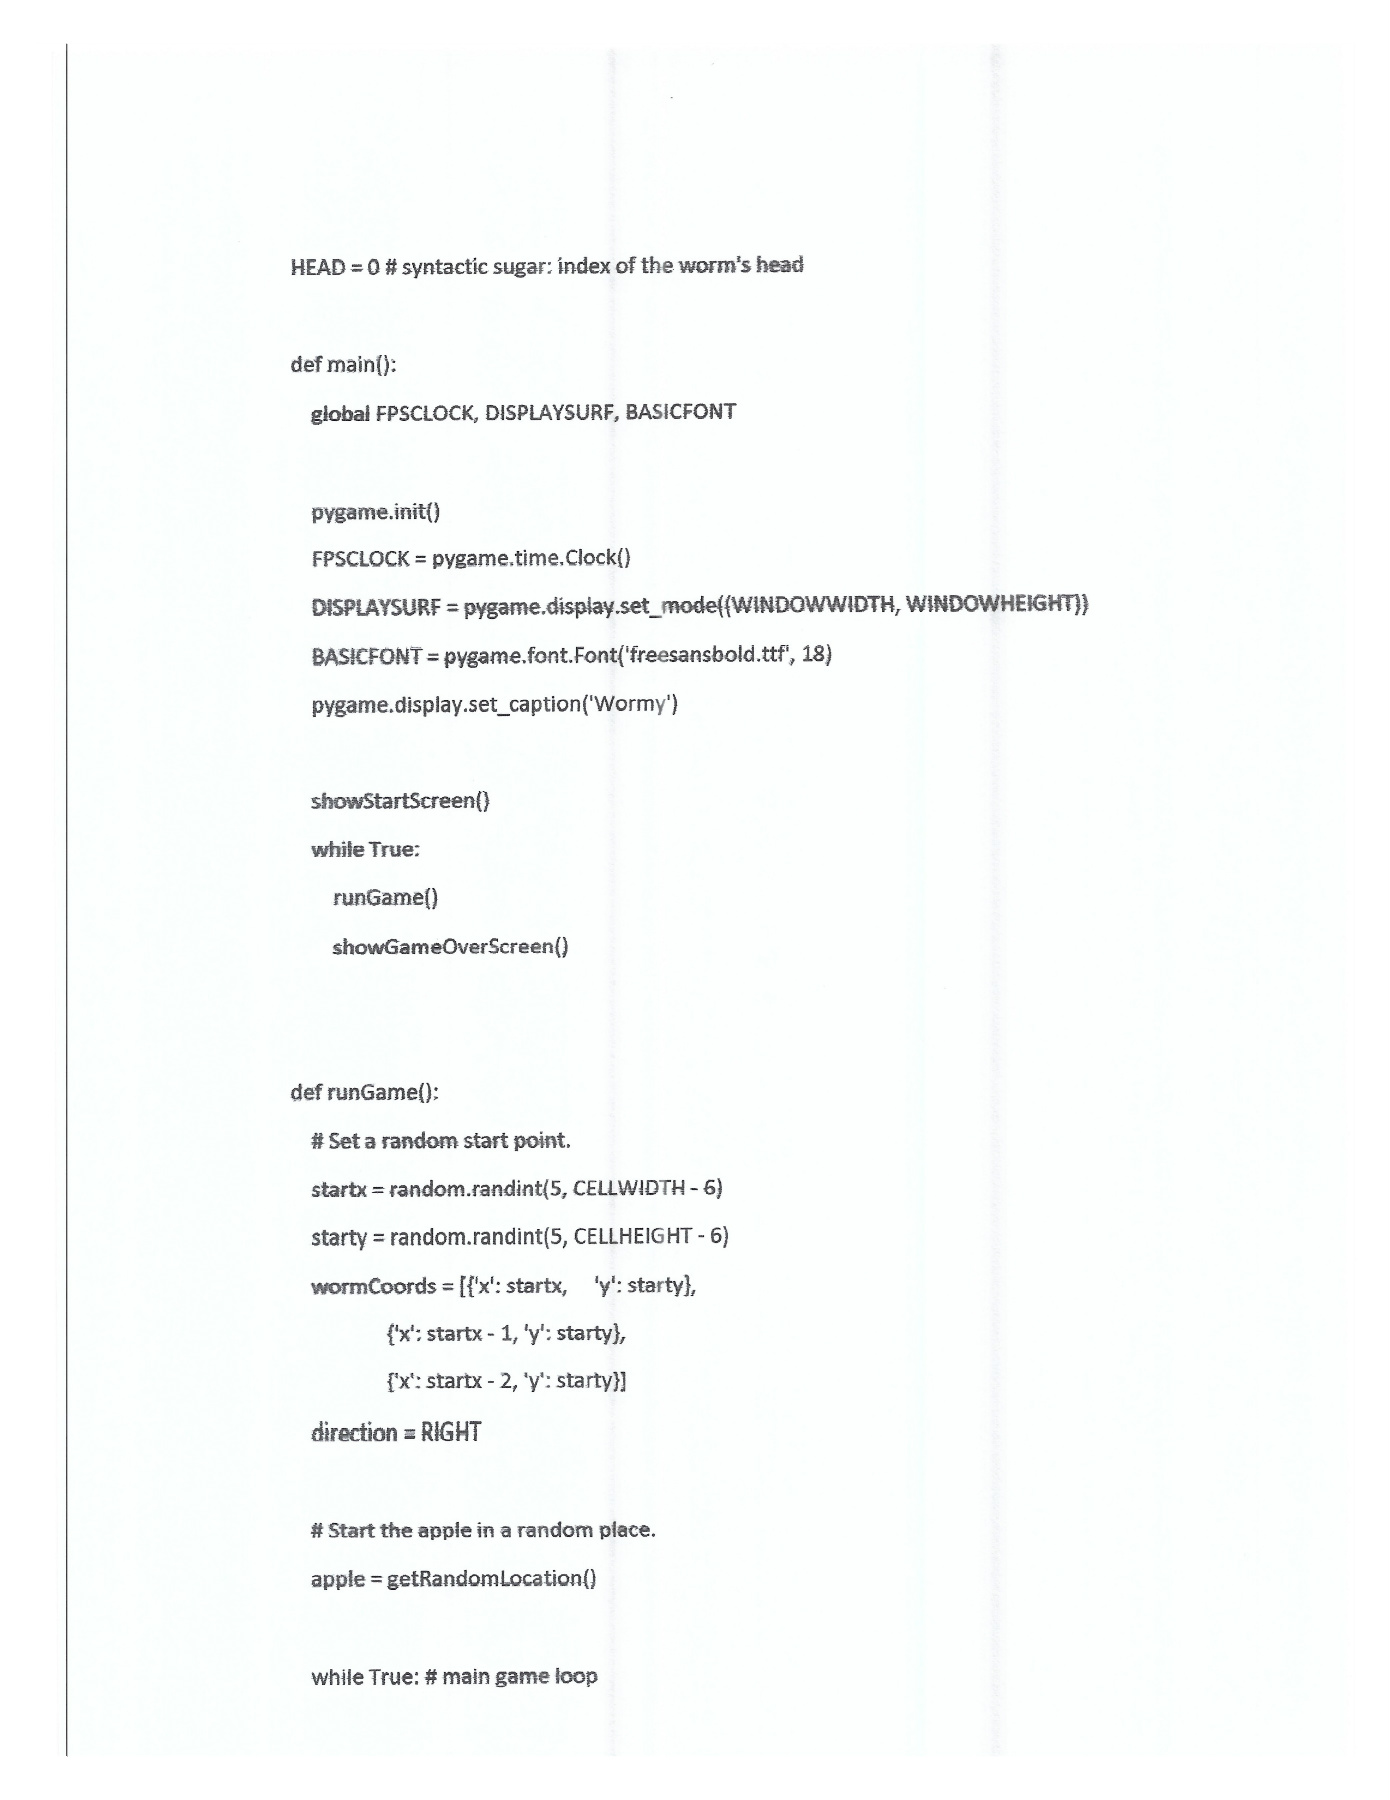 HEAD = 0 # syntactic sugar: index of the worm's head
def main():
global FPSCLOCK, DISPLAYSURF, BASICFONT
pygame.init()
FPSCLOCK = pygame.time.Clock()
DISPLAYSURF = pygame.display.set_mode((WINDOWWIDTH, WINDOWHEIGHT))
BASICFONT = pygame.font.Font('freesansbold.ttf', 18)
pygame.display.set_caption('Wormy')
showStartScreen()
while True:
runGame()
showGameOverScreen()
def runGame():
# Set a random start point.
startx = random.randint(5, CELLWIDTH - 6)
starty = random.randint(5, CELLHEIGHT - 6)
wormCoords = [{'x': startx, 'y': starty},
{'x': startx - 1, 'y': starty},
{'x': startx - 2, 'y': starty}]
direction = RIGHT
# Start the apple in a random place.
apple = getRandomLocation()
while True: # main game loop